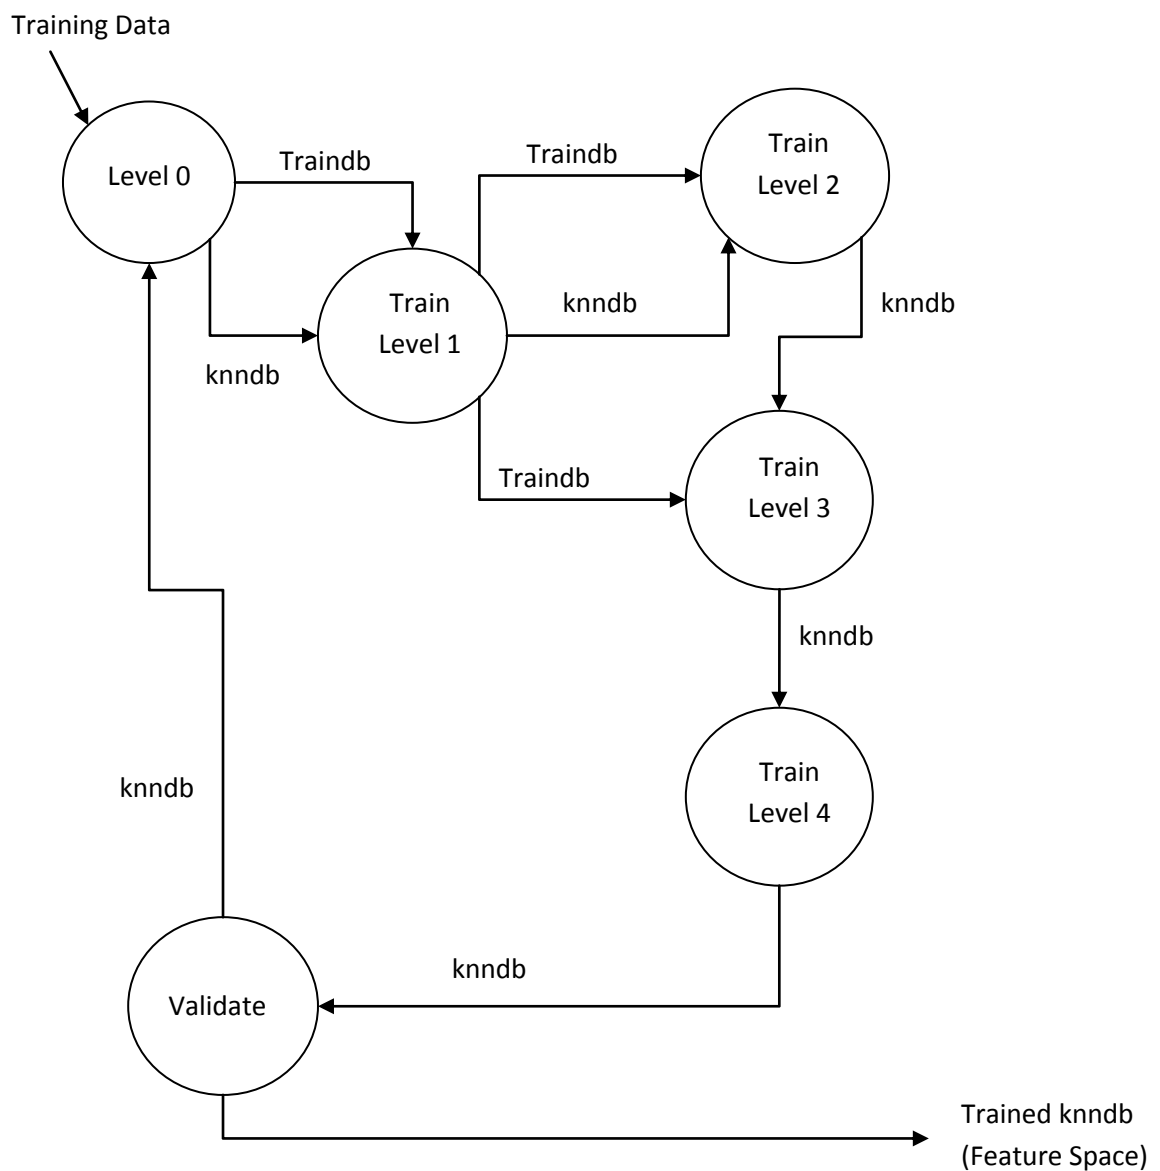 Training Data
Level 0
Traindb
Traindb
Train
Level 2
knndb
Train
Level 1
knndb
knndb
Traindb
Train
Level 3
knndb
Train
Level 4
knndb
knndb
Validate
Trained knndb
(Feature Space)